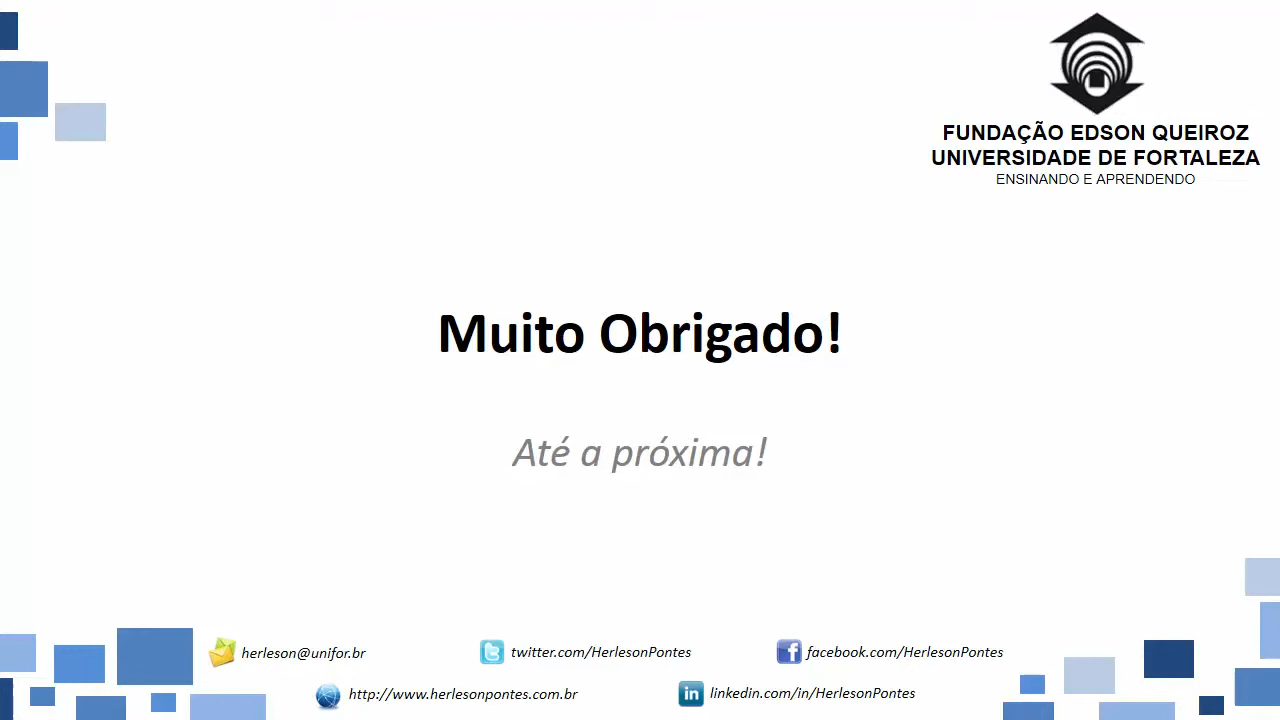 FUNDAÇÃO EDSON QUEIROZ
UNIVERSIDADE DE FORTALEZA
ENSINANDO E APRENDENDO
Muito Obrigado!
Até a próxima!
herleson@unifor.br
twitter.com/HerlesonPontes
facebook.com/HerlesonPontes
http://www.herlesonpontes.com.br
linkedin.com/in/HerlesonPontes